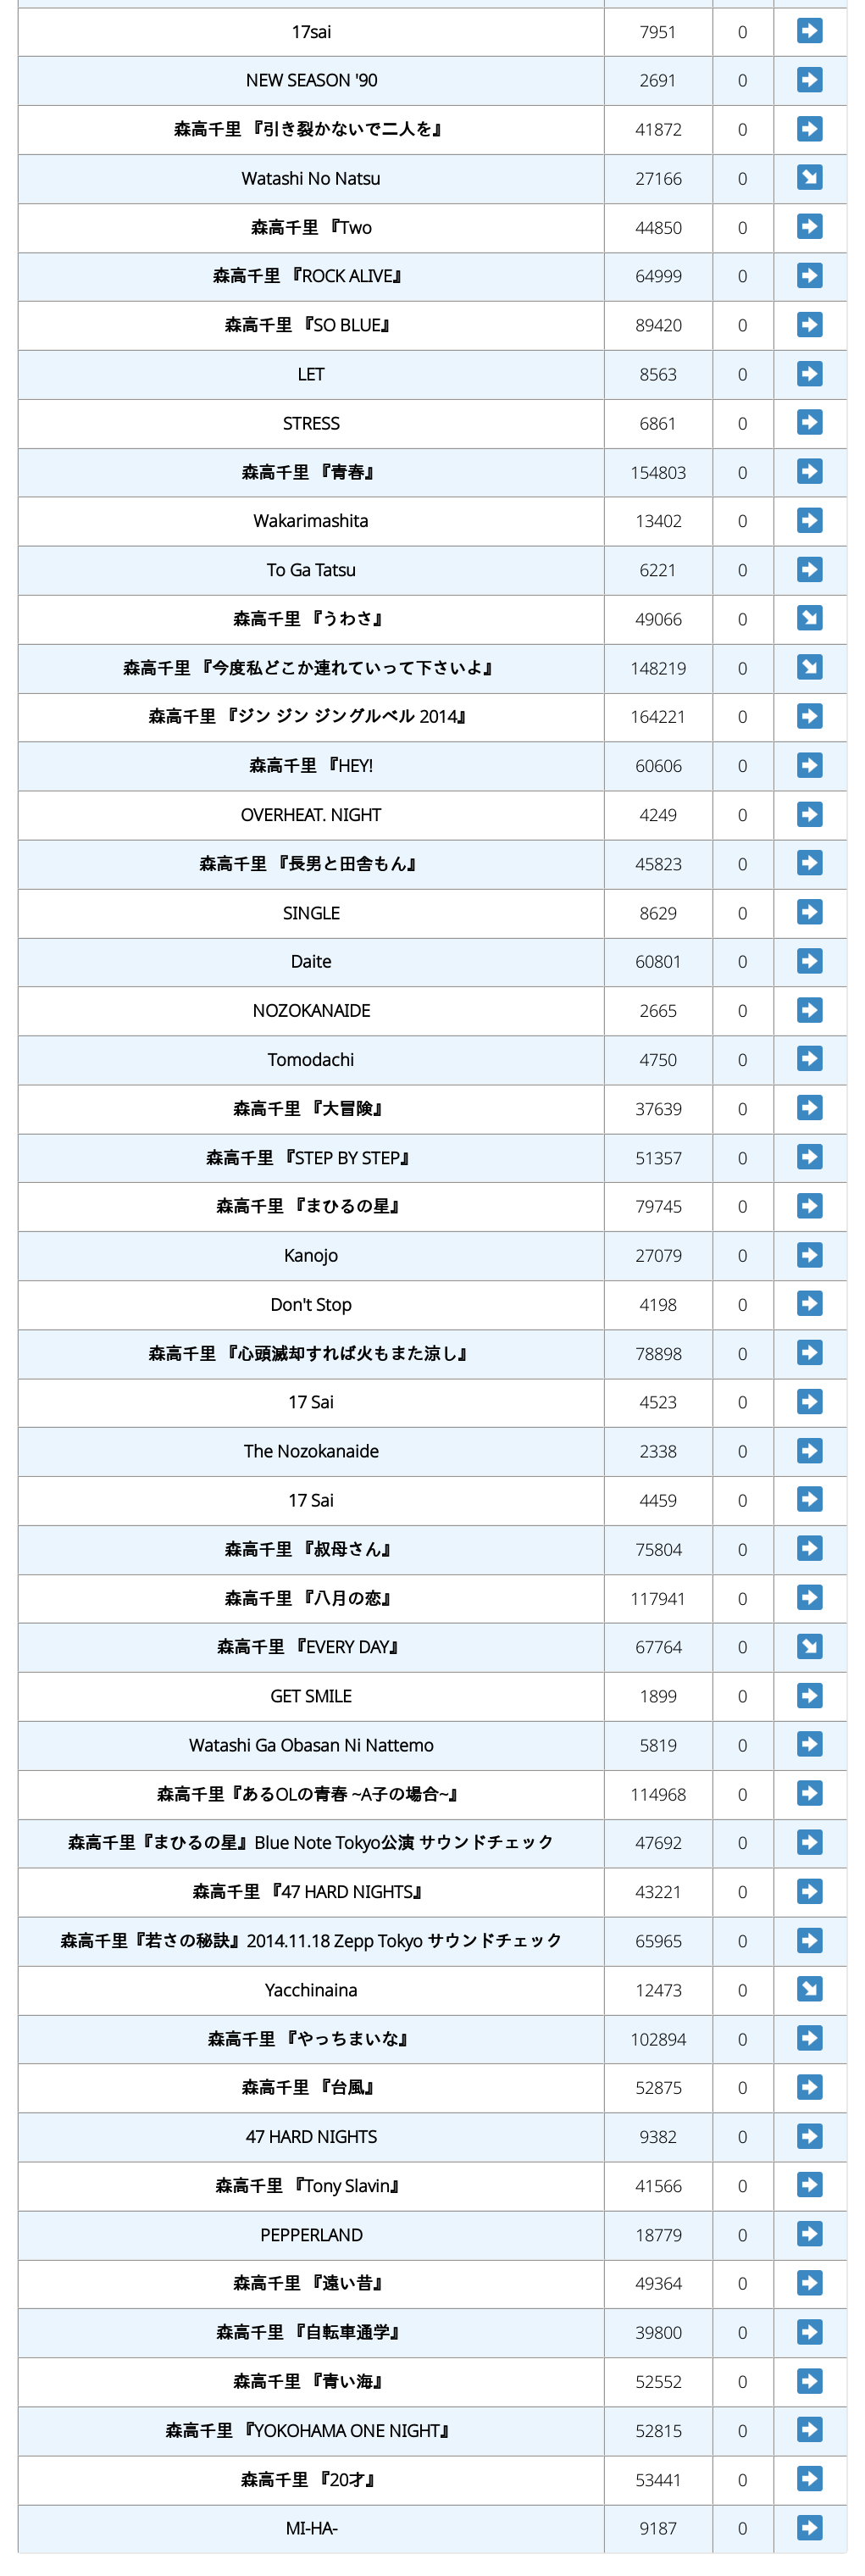 17sai 7951 0
NEW SEASON '90 2691 0
森高千里 『引き裂かないで二人を』 41872 0
Watashi No Natsu 27166 0
森高千里 『Two 44850 0
森高千里 『ROCK ALIVE』 64999 0
森高千里 『SO BLUE』 89420 0
LET 8563 0
STRESS 6861 0
森高千里 『青春』 154803 0
Wakarimashita 13402 0
To Ga Tatsu 6221 0
森高千里 『うわさ』 49066 0
森高千里 『今度私どこか連れていって下さいよ』 148219 0
森高千里 『ジン ジン ジングルベル 2014』 164221 0
森高千里 『HEY! 60606 0
OVERHEAT. NIGHT 4249 0
森高千里 『長男と田舎もん』 45823 0
SINGLE 8629 0
Daite 60801 0
NOZOKANAIDE 2665 0
Tomodachi 4750 0
森高千里 『大冒険』 37639 0
森高千里 『STEP BY STEP』 51357 0
森高千里 『まひるの星』 79745 0
Kanojo 27079 0
Don't Stop 4198 0
森高千里 『心頭滅却すれば火もまた涼し』 78898 0
17 Sai 4523 0
The Nozokanaide 2338 0
17 Sai 4459 0
森高千里 『叔母さん』 75804 0
森高千里 『八月の恋』 117941 0
森高千里 『EVERY DAY』 67764 0
GET SMILE 1899 0
Watashi Ga Obasan Ni Nattemo 5819 0
森高千里『あるOLの青春 ~A子の場合~』 114968 0
森高千里『まひるの星』Blue Note Tokyo公演 サウンドチェック 47692 0
森高千里 『47 HARD NIGHTS』 43221 0
森高千里『若さの秘訣』2014.11.18 Zepp Tokyo サウンドチェック 65965 0
Yacchinaina 12473 0
森高千里 『やっちまいな』 102894 0
森高千里 『台風』 52875 0
47 HARD NIGHTS 9382 0
森高千里 『Tony Slavin』 41566 0
PEPPERLAND 18779 0
森高千里 『遠い昔』 49364 0
森高千里 『自転車通学』 39800 0
森高千里 『青い海』 52552 0
森高千里 『YOKOHAMA ONE NIGHT』 52815 0
森高千里 『20才』 53441 0
MI-HA- 9187 0